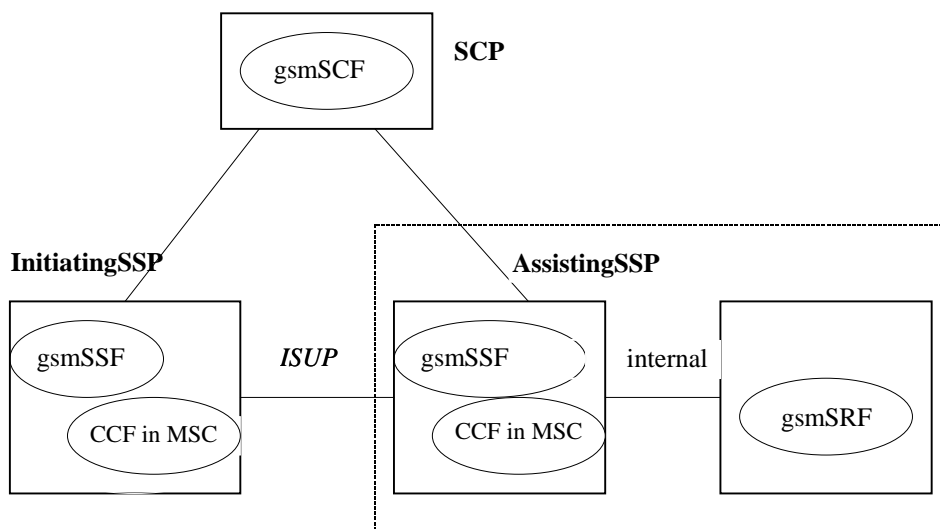 SCP
gsmSCF
InitiatingSSP
AssistingSSP
gsmSSF
ISUP
gsmSSF
internal
CCF in MSC
CCF in MSC
gsmSRF